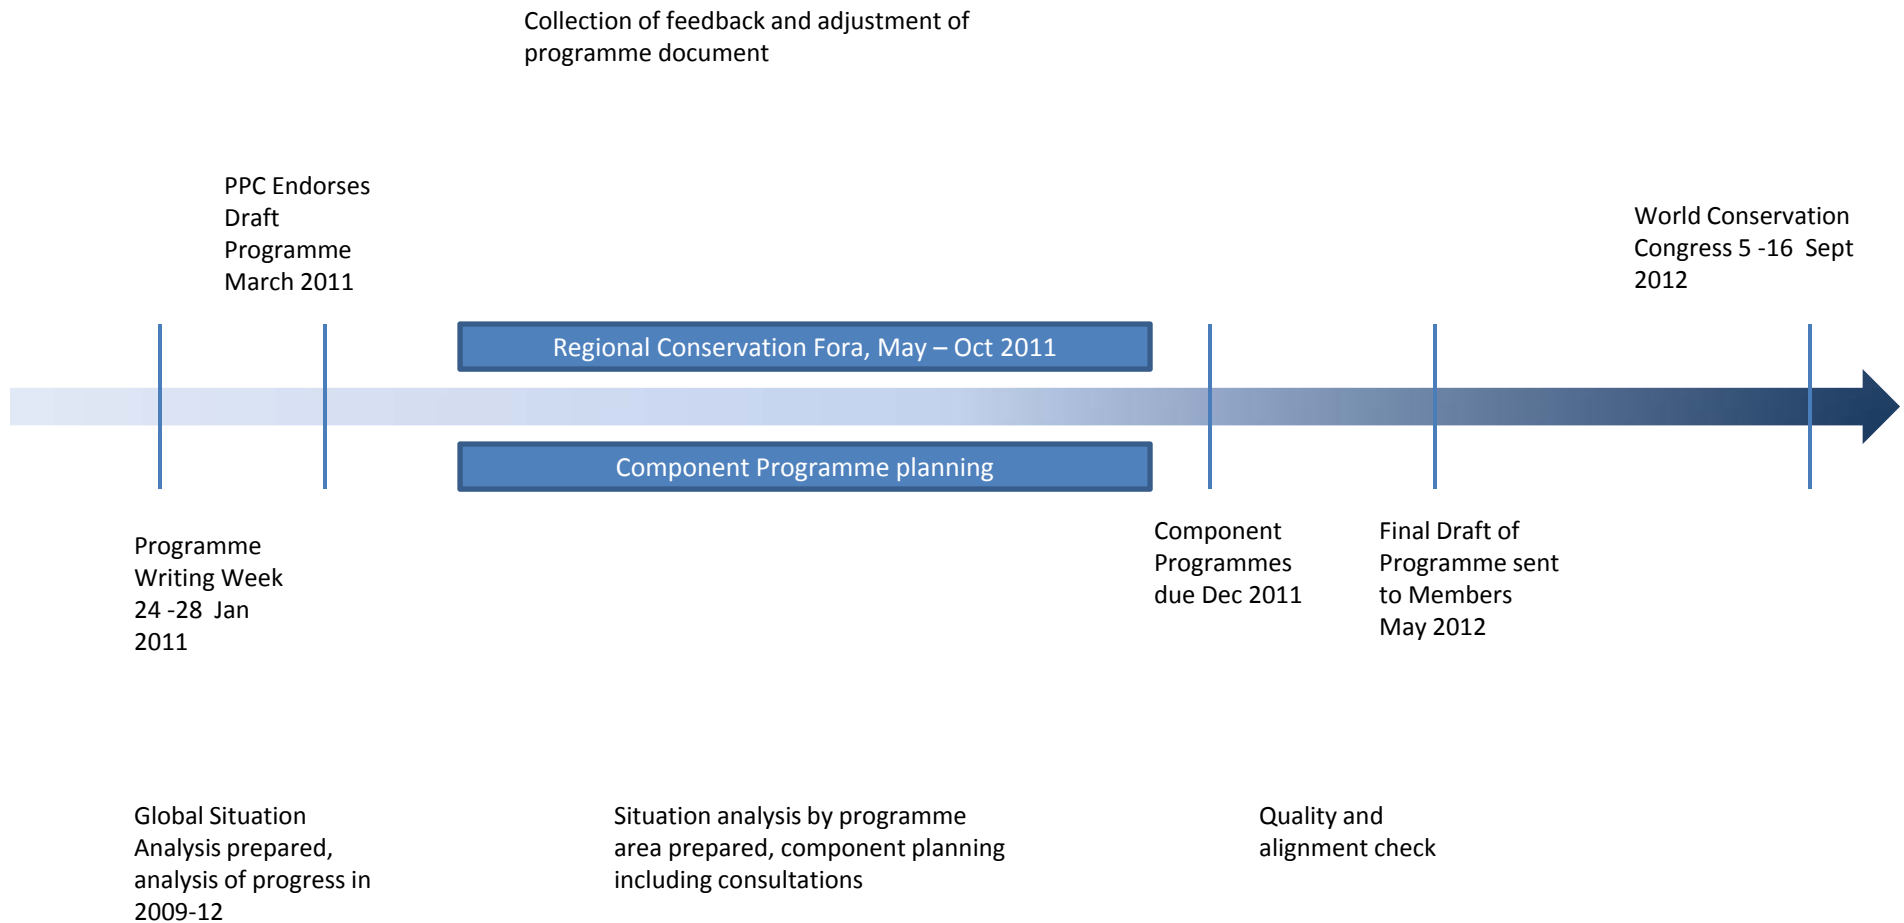 Collection of feedback and adjustment of
programme document
PPC Endorses
Draft
Programme
March 2011
World Conservation
Congress 5 -16 Sept
2012
Regional Conservation Fora, May – Oct 2011
Component Programme planning
Programme
Writing Week
24 -28 Jan
2011
Component
Programmes
due Dec 2011
Final Draft of
Programme sent
to Members
May 2012
Global Situation
Analysis prepared,
analysis of progress in
2009-12
Situation analysis by programme
area prepared, component planning
including consultations
Quality and
alignment check